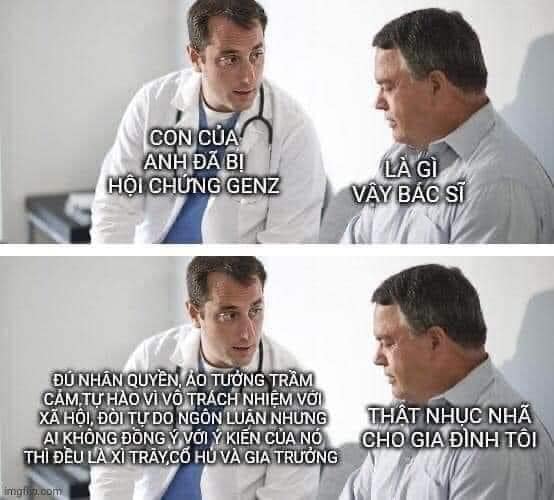 CON CỦA
ANH ĐÃ BỊ
HỘI CHỨNG GENZ
LÀ GÌ
VẬY BÁC SĨ
ĐÚ NHÂN QUYỀN, ẢO TƯỞNG TRẦM
CẢM,TỰ HÀO VÌ VÔ TRÁCH NHIỆM VỚI
XÃ HỘI, ĐÒI TỰ DO NGÔN LUẬN NHƯNG
AI KHÔNG ĐỒNG Ý VỚI Ý KIẾN CỦA NÓ
THÌ ĐỀU LÀ XÌ TRÂY,CỔ HỦ VÀ GIA TRƯỞNG
THẬT NHỤC NHÃ
CHO GIA ĐÌNH TÔI
imgflip.com